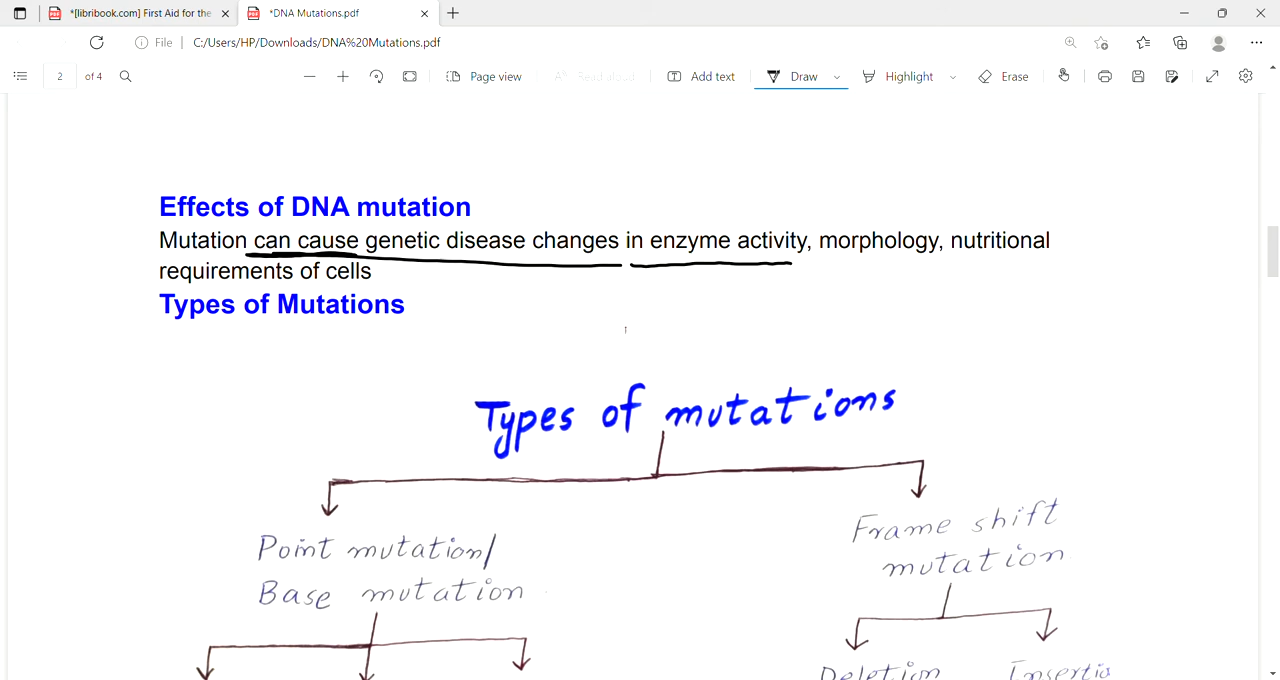 *[libribook.com] First Aid for the
*DNA Mutations.pdf
File
C:/Users/HP/Downloads/DNA%20Mutations.pdf
2 of 4
Page view
Read aloud
Add text
Draw
Highlight
Erase
Effects of DNA mutation
Mutation can cause genetic disease changes in enzyme activity, morphology, nutritional
requirements of cells
Types of Mutations
Types of mutations
Point mutation/
Base mutation
Frame shift
mutation
Deletion
Insertio